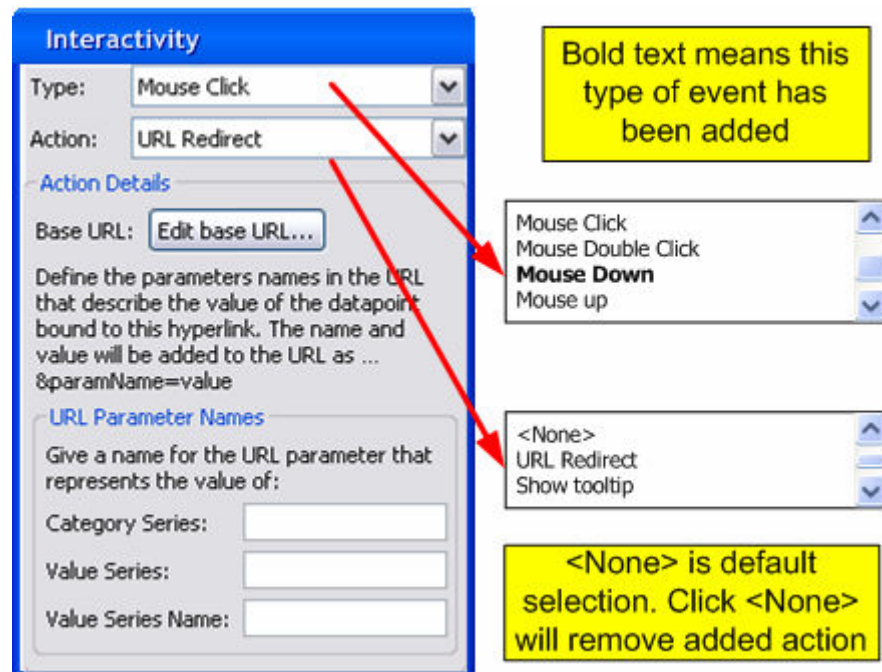 Interactivity
Type: Mouse Click
Action: URL Redirect
Action Details
Base URL: Edit base URL...
Define the parameters names in the URL
that describe the value of the datapoint
bound to this hyperlink. The name and
value will be added to the URL as ...
&paramName=value
URL Parameter Names
Give a name for the URL parameter that
represents the value of:
Category Series:
Value Series:
Value Series Name:
Bold text means this
type of event has
been added
Mouse Click
Mouse Double Click
Mouse Down
Mouse up
<None>
URL Redirect
Show tooltip
<None> is default
selection. Click <None>
will remove added action